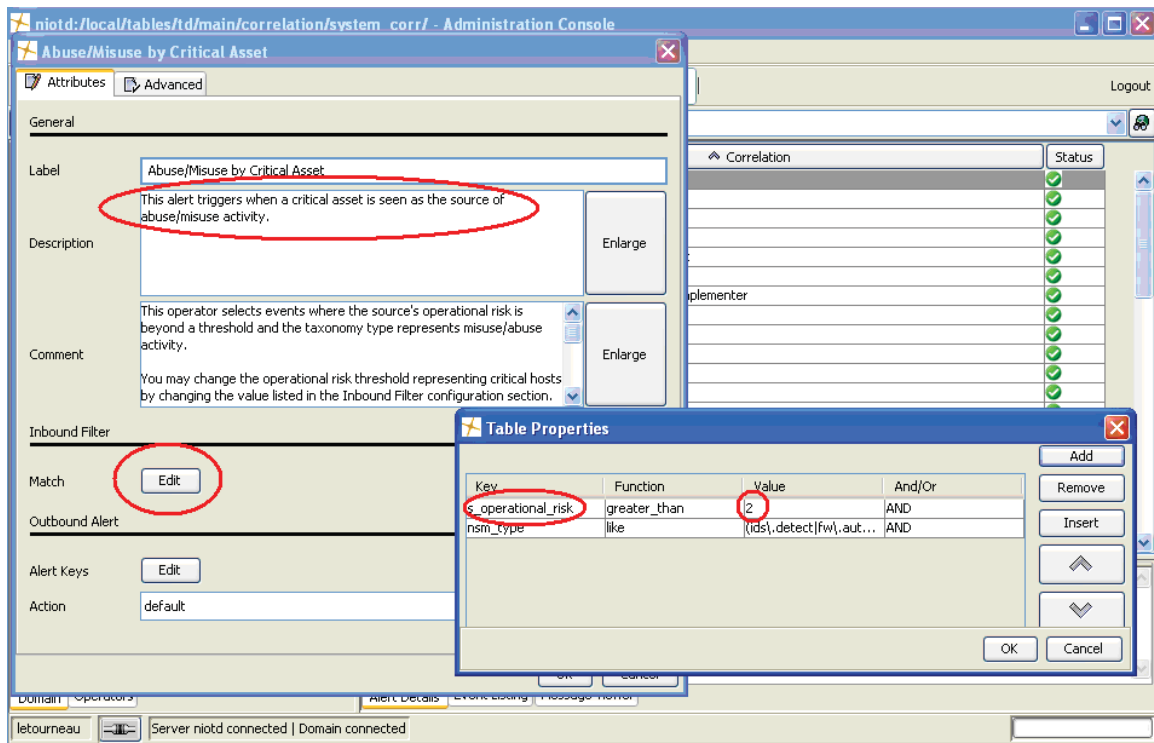 niotd:/local/tables/td/main/correlation/system_corr/ - Administration Console
Abuse/Misuse by Critical Asset
Attributes
Advanced
Logout
General
Correlation
Status
Label
Abuse/Misuse by Critical Asset
Description
This alert triggers when a critical asset is seen as the source of
abuse/misuse activity.
Enlarge
Comment
This operator selects events where the source's operational risk is
beyond a threshold and the taxonomy type represents misuse/abuse
activity.
You may change the operational risk threshold representing critical hosts
by changing the value listed in the Inbound Filter configuration section.
Enlarge
plementer
Inbound Filter
Match
Edit
Outbound Alert
Alert Keys
Edit
Action
default
Table Properties
Add
Key Function Value And/Or
Remove
s_operational_risk greater_than 2 AND
nsm_type like (ids\.detect|fw\.aut... AND
Insert
OK Cancel
OK Cancel
Domain Operators
Alert Details Event Listing
letourneau
Server niotd connected | Domain connected